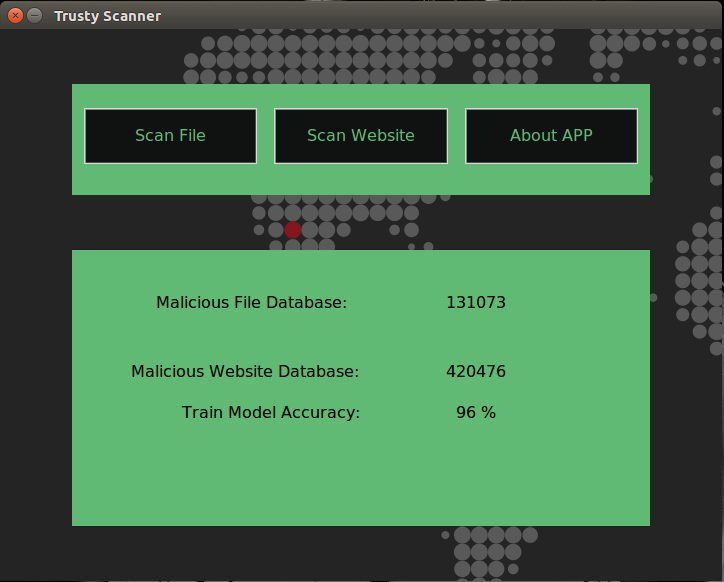 Trusty Scanner
Scan File Scan Website About APP
Malicious File Database: 131073
Malicious Website Database: 420476
Train Model Accuracy: 96 %